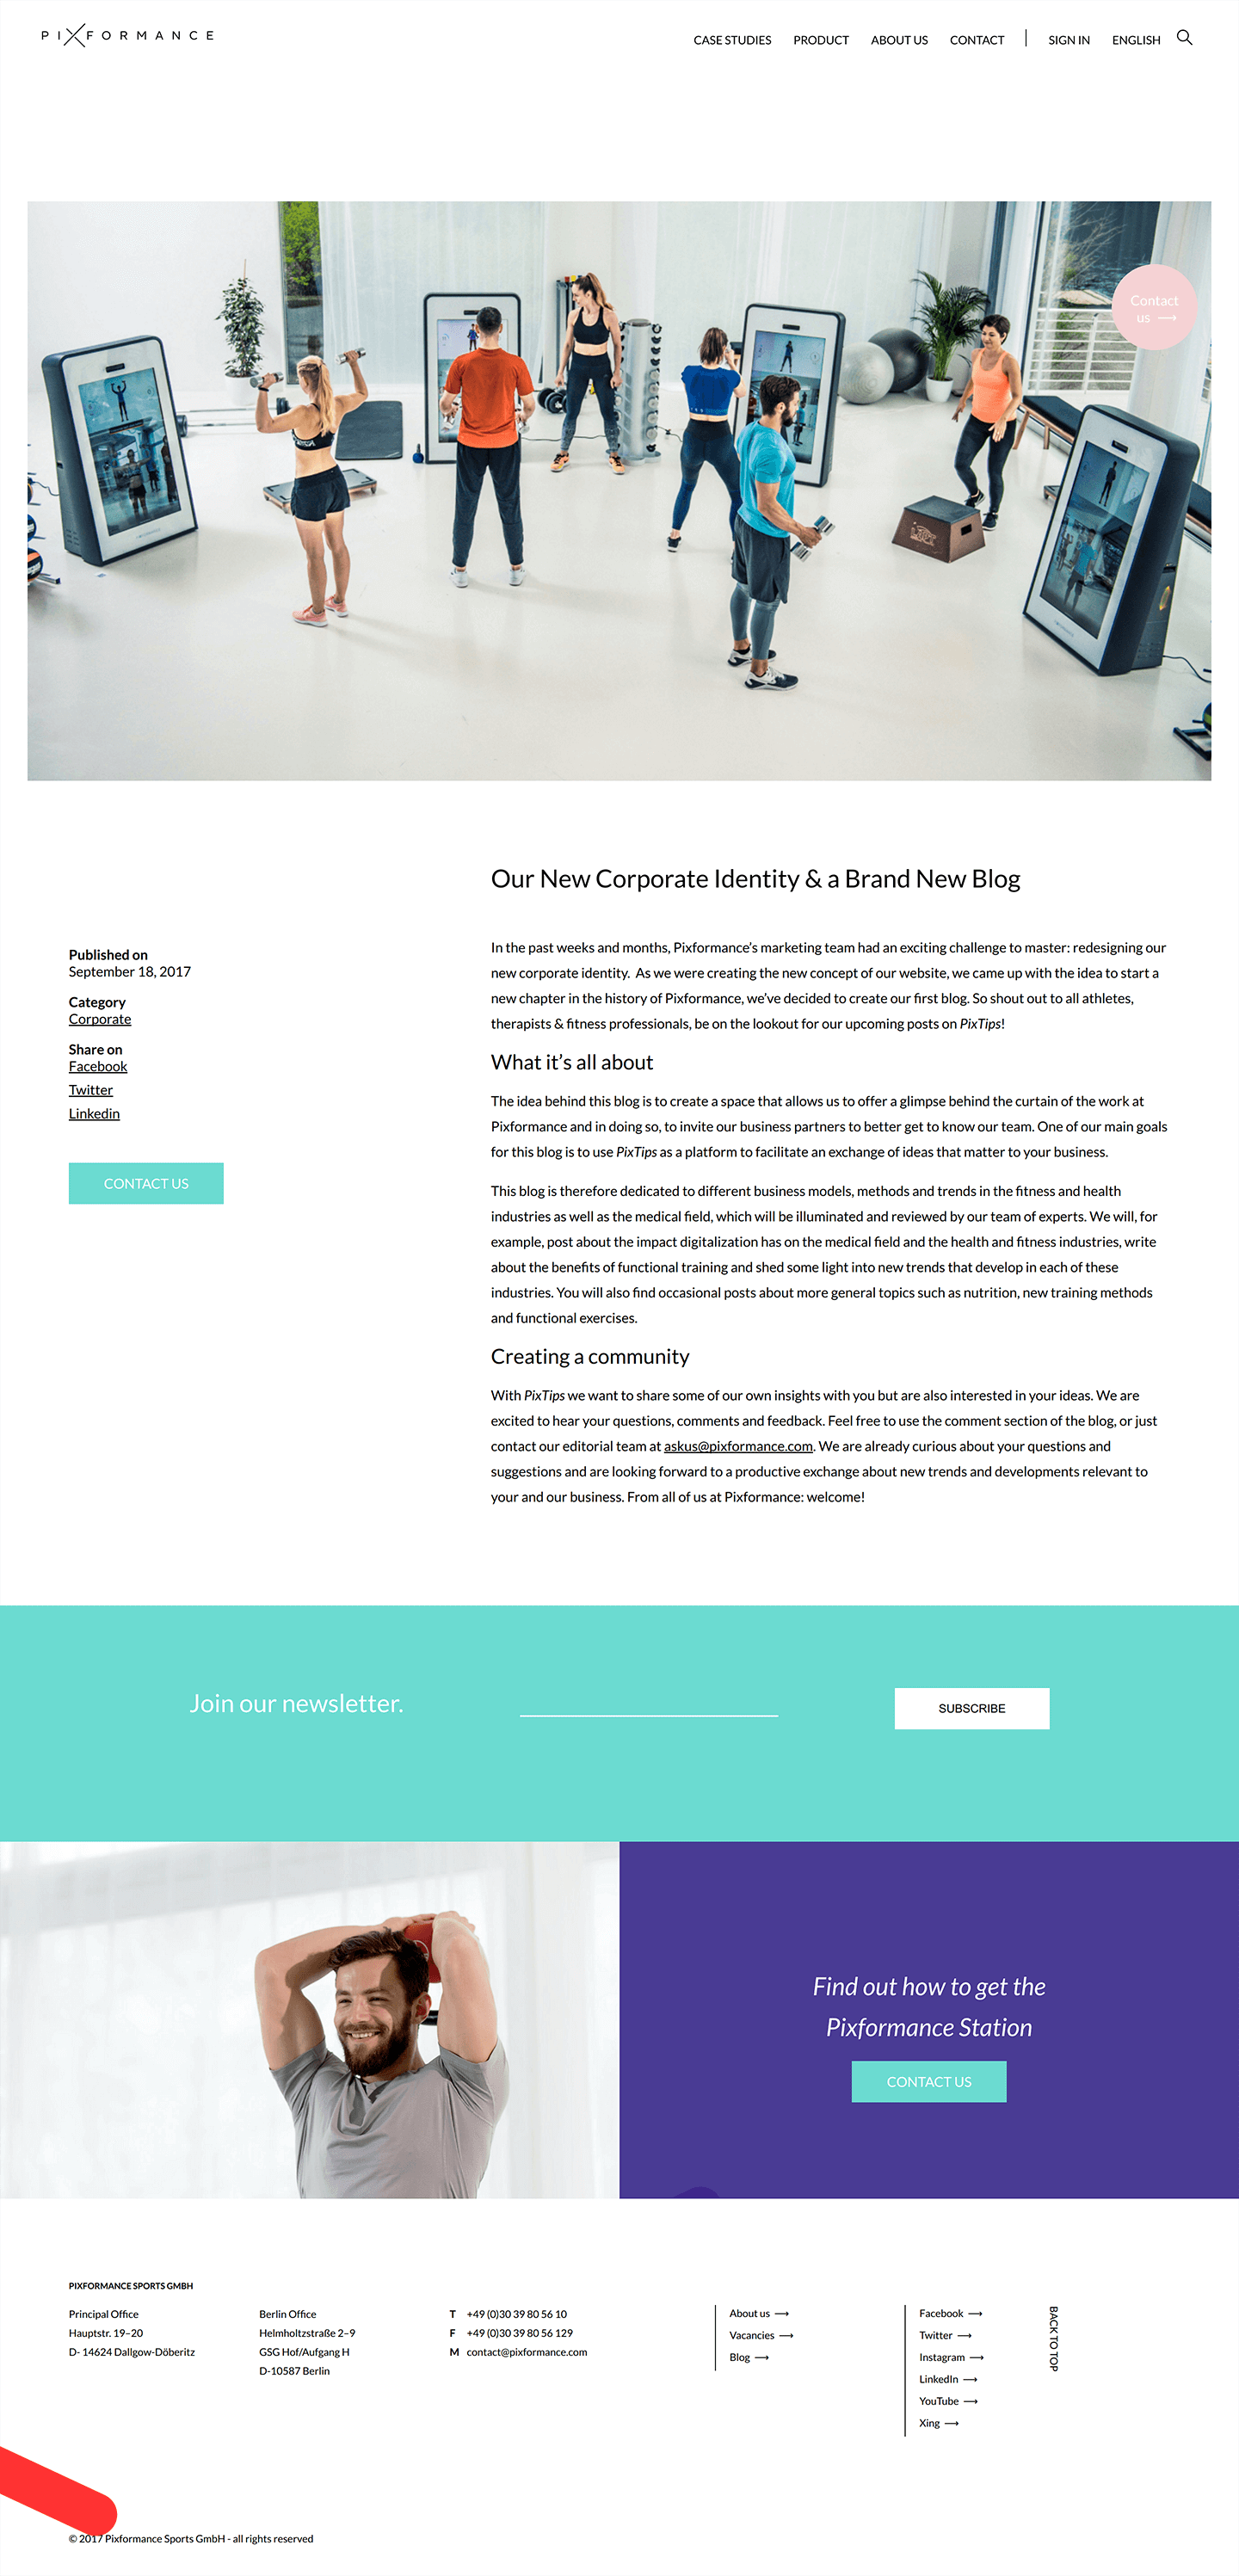 PIXFORMANCE
CASE STUDIES PRODUCT ABOUT US CONTACT SIGN IN ENGLISH
Contact
us ⟶
Our New Corporate Identity & a Brand New Blog
Published on
September 18, 2017
Category
Corporate
Share on
Facebook
Twitter
Linkedin
CONTACT US
In the past weeks and months, Pixformance’s marketing team had an exciting challenge to master: redesigning our
new corporate identity.  As we were creating the new concept of our website, we came up with the idea to start a
new chapter in the history of Pixformance, we’ve decided to create our first blog. So shout out to all athletes,
therapists & fitness professionals, be on the lookout for our upcoming posts on PixTips!
What it’s all about
The idea behind this blog is to create a space that allows us to offer a glimpse behind the curtain of the work at
Pixformance and in doing so, to invite our business partners to better get to know our team. One of our main goals
for this blog is to use PixTips as a platform to facilitate an exchange of ideas that matter to your business.
This blog is therefore dedicated to different business models, methods and trends in the fitness and health
industries as well as the medical field, which will be illuminated and reviewed by our team of experts. We will, for
example, post about the impact digitalization has on the medical field and the health and fitness industries, write
about the benefits of functional training and shed some light into new trends that develop in each of these
industries. You will also find occasional posts about more general topics such as nutrition, new training methods
and functional exercises.
Creating a community
With PixTips we want to share some of our own insights with you but are also interested in your ideas. We are
excited to hear your questions, comments and feedback. Feel free to use the comment section of the blog, or just
contact our editorial team at askus@pixformance.com. We are already curious about your questions and
suggestions and are looking forward to a productive exchange about new trends and developments relevant to
your and our business. From all of us at Pixformance: welcome!
Join our newsletter.
SUBSCRIBE
Find out how to get the
Pixformance Station
CONTACT US
PIXFORMANCE SPORTS GMBH
Principal Office
Hauptstr. 19–20
D- 14624 Dallgow-Döberitz
Berlin Office
Helmholtzstraße 2–9
GSG Hof/Aufgang H
D-10587 Berlin
T +49 (0)30 39 80 56 10
F +49 (0)30 39 80 56 129
M contact@pixformance.com
About us ⟶
Vacancies ⟶
Blog ⟶
Facebook ⟶
Twitter ⟶
Instagram ⟶
LinkedIn ⟶
YouTube ⟶
Xing ⟶
BACK TO TOP
© 2017 Pixformance Sports GmbH - all rights reserved